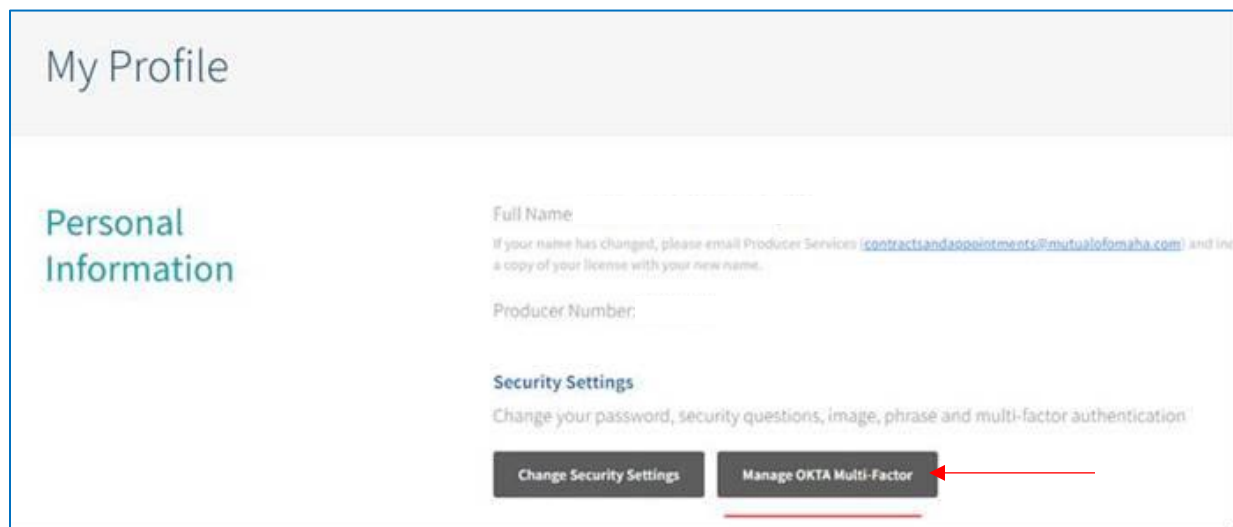 My Profile
Personal
Information
Full Name
If your name has changed, please email Producer Services (contractsandappointments@mutualofomaha.com) and
a copy of your license with your new name.
Producer Number:
Security Settings
Change your password, security questions, image, phrase and multi-factor authentication
Change Security Settings
Manage OKTA Multi-Factor